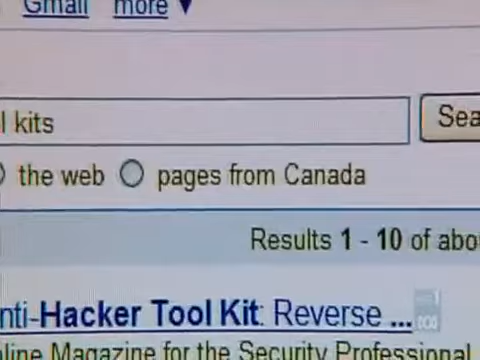 Gmail more ▼
l kits
Sea
the web pages from Canada
Results 1 - 10 of abo
nti-Hacker Tool Kit: Reverse ...
line Magazine for the Security Professional